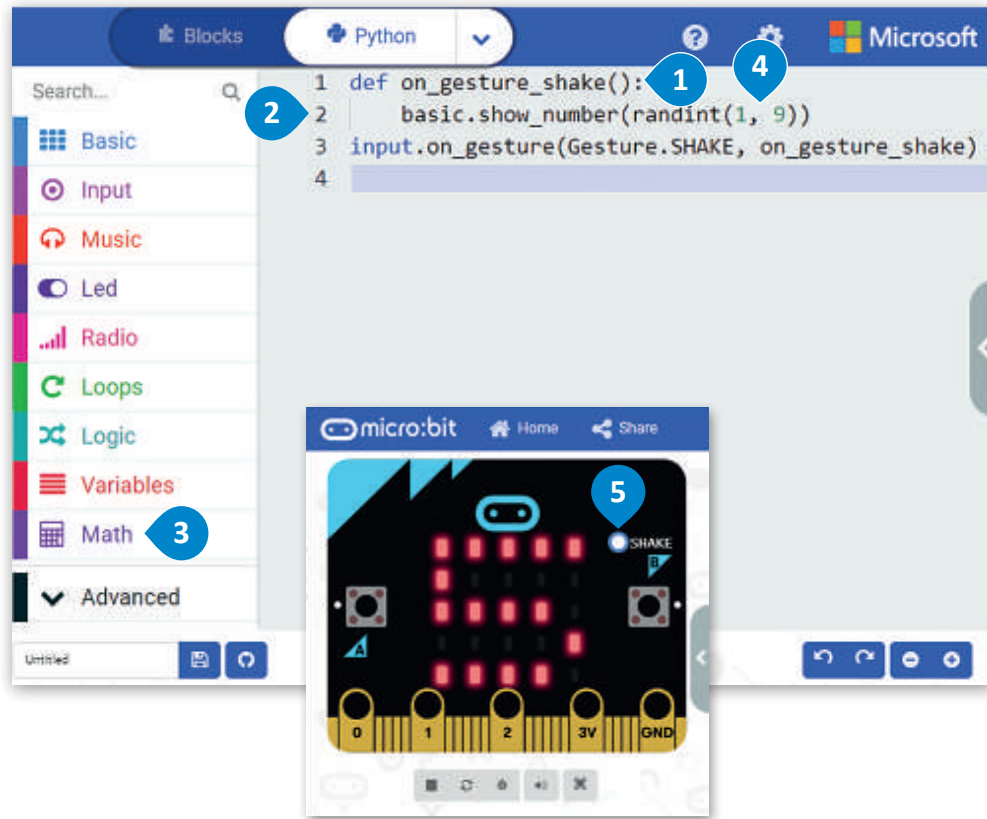 Blocks
Python
Microsoft
Search...
Basic
Input
Music
Led
Radio
Loops
Logic
Variables
Math
Advanced
Untitled
1 def on_gesture_shake():
2 basic.show_number(randint(1, 9))
3 input.on_gesture(Gesture.SHAKE, on_gesture_shake)
4
1
4
2
3
micro:bit Home Share
5
SHAKE
B
A
0 1 2 3V GND